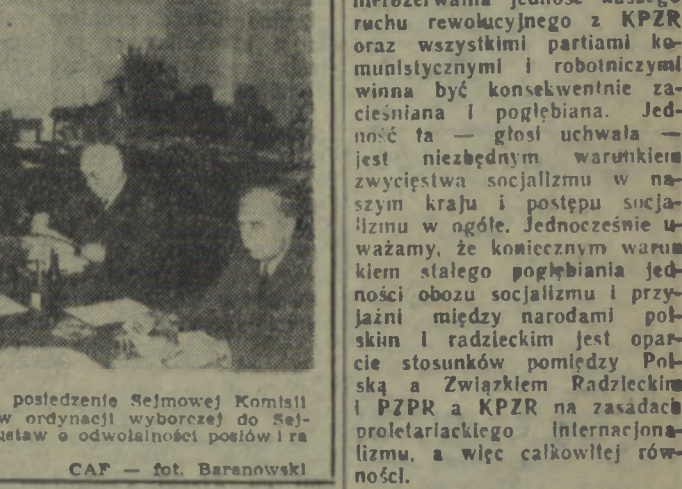 posiedzenie Sejmowej Komisji
w ordynacji wyborczej do Sej-
ustaw o odwołalności posłów i ra
CAF — fot. Baranowski
nierozerwalna jedność naszego
ruchu rewolucyjnego z KPZR
oraz wszystkimi partiami ko-
munistycznymi i robotniczymi
winna być konsekwentnie za-
cieśniana i pogłębiana. Jed-
ność ta — głosi uchwała —
jest niezbędnym warunkiem
zwycięstwa socjalizmu w na-
szym kraju i postępu socja-
lizmu w ogóle. Jednocześnie u-
ważamy, że koniecznym warun
kiem stałego pogłębiania jed-
ności obozu socjalizmu i przy-
jaźni między narodami pol-
skim i radzieckim jest opar-
cie stosunków pomiędzy Pol-
ską a Związkiem Radzieckim
i PZPR a KPZR na zasadach
proletariackiego internacjona-
lizmu, a więc całkowitej rów-
ności.